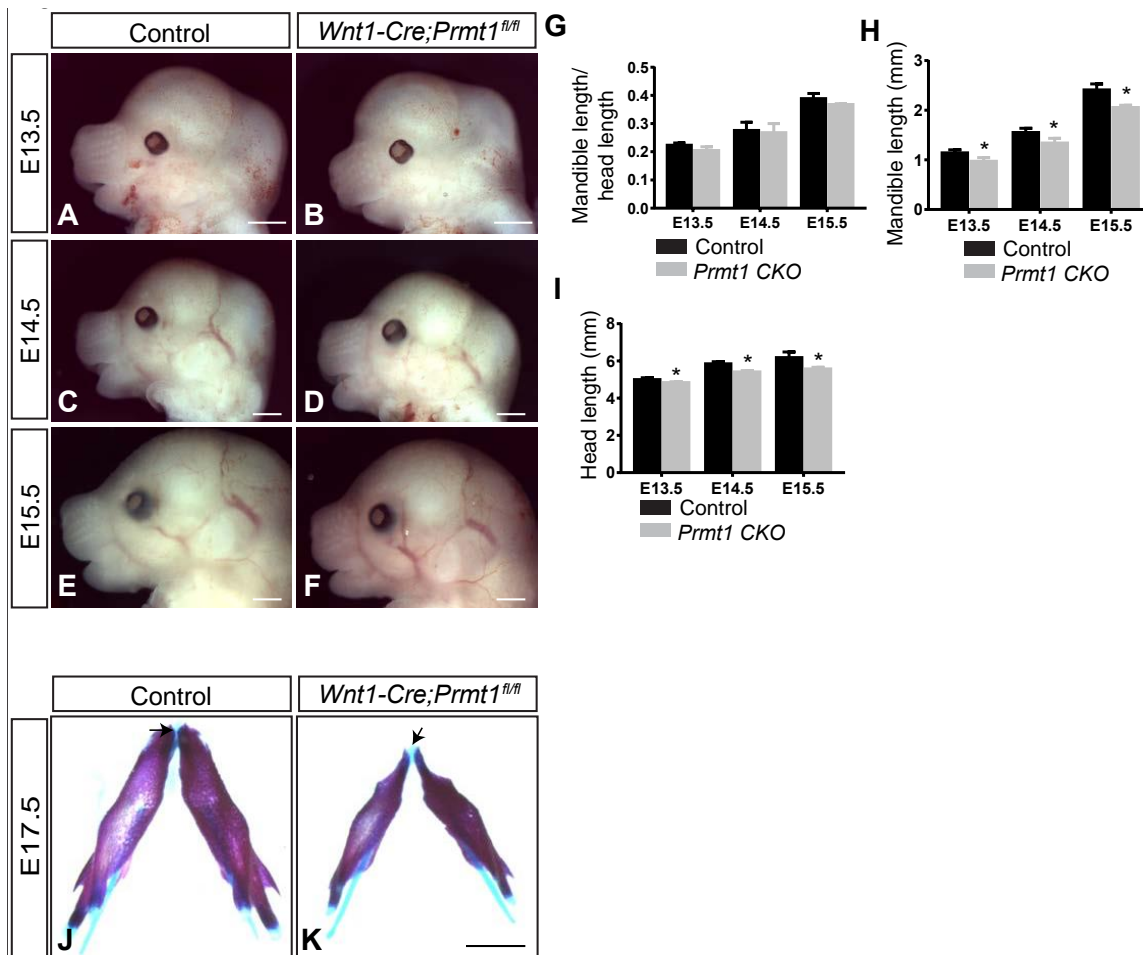 Control
Wnt1-Cre;Prmt1fl/fl
E13.5
A
B
E14.5
C
D
E15.5
E
F
G
Mandible length/
head length
0.5
0.4
0.3
0.2
0.1
0.0
E13.5 E14.5 E15.5
Control
Prmt1 CKO
H
Mandible length (mm)
3
2
1
0
* * *
E13.5 E14.5 E15.5
Control
Prmt1 CKO
I
Head length (mm)
8
6
4
2
0
* * *
E13.5 E14.5 E15.5
Control
Prmt1 CKO
Control
Wnt1-Cre;Prmt1fl/fl
E17.5
J
K